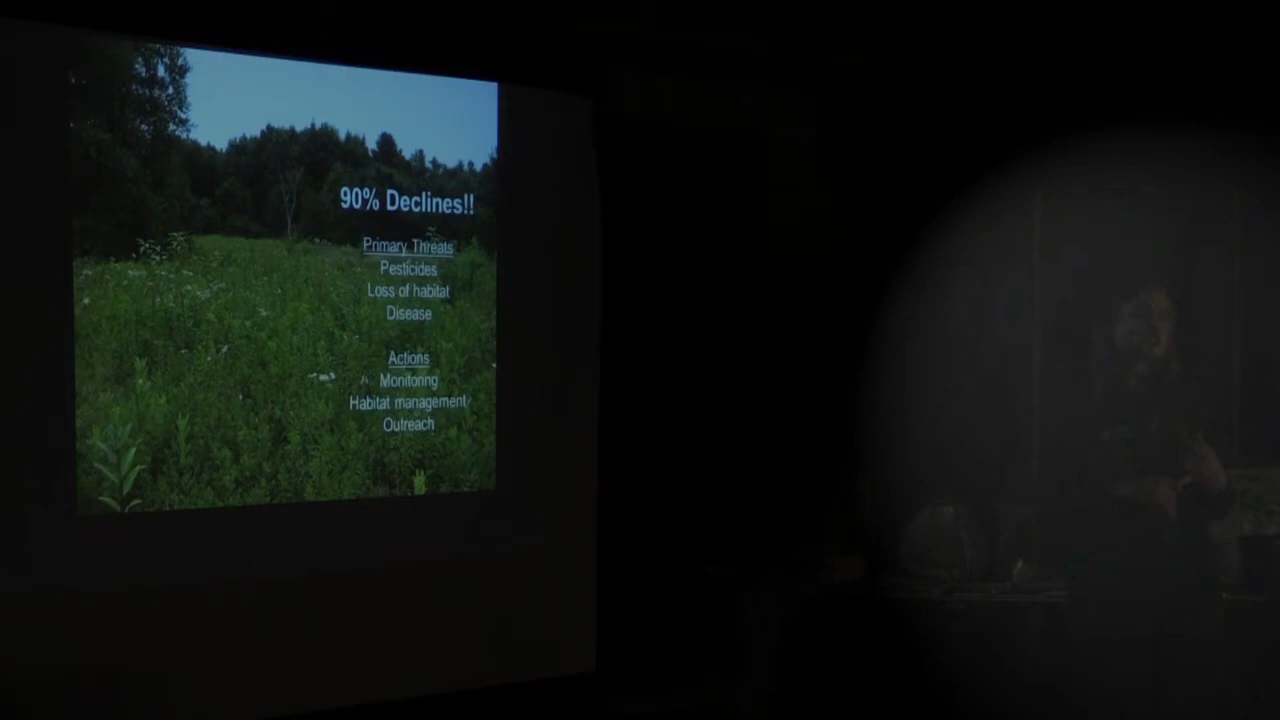 90% Declines!!
Primary Threats
Pesticides
Loss of habitat
Disease
Actions
Monitoring
Habitat management
Outreach